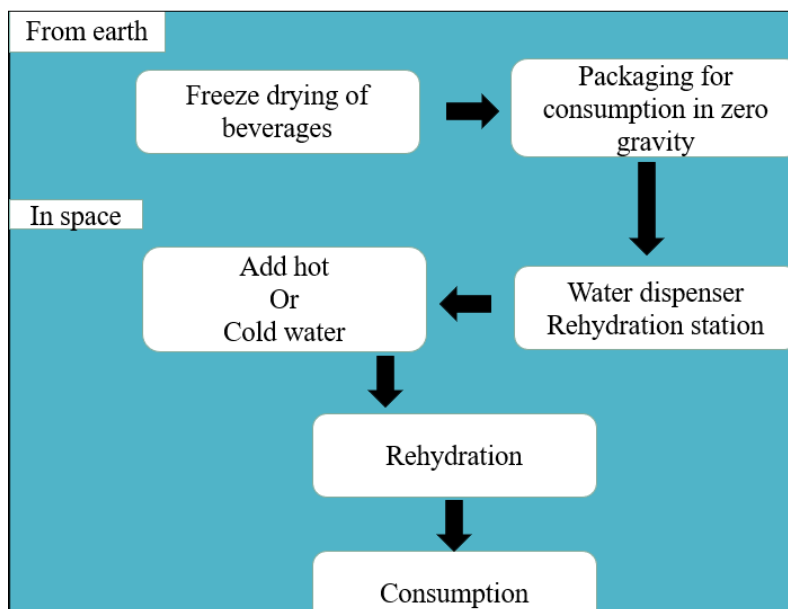 From earth
Freeze drying of
beverages
Packaging for
consumption in zero
gravity
In space
Water dispenser
Rehydration station
Add hot
Or
Cold water
Rehydration
Consumption